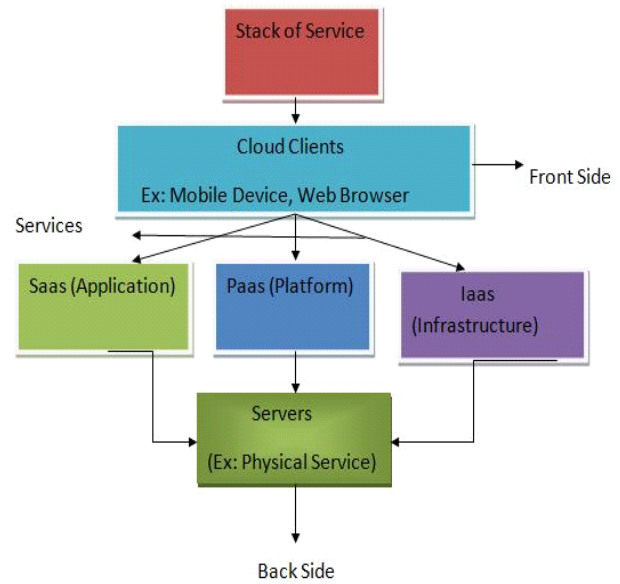 Stack of Service
Cloud Clients
Ex: Mobile Device, Web Browser
Front Side
Services
Saas (Application)
Paas (Platform)
Iaas
(Infrastructure)
Servers
(Ex: Physical Service)
Back Side